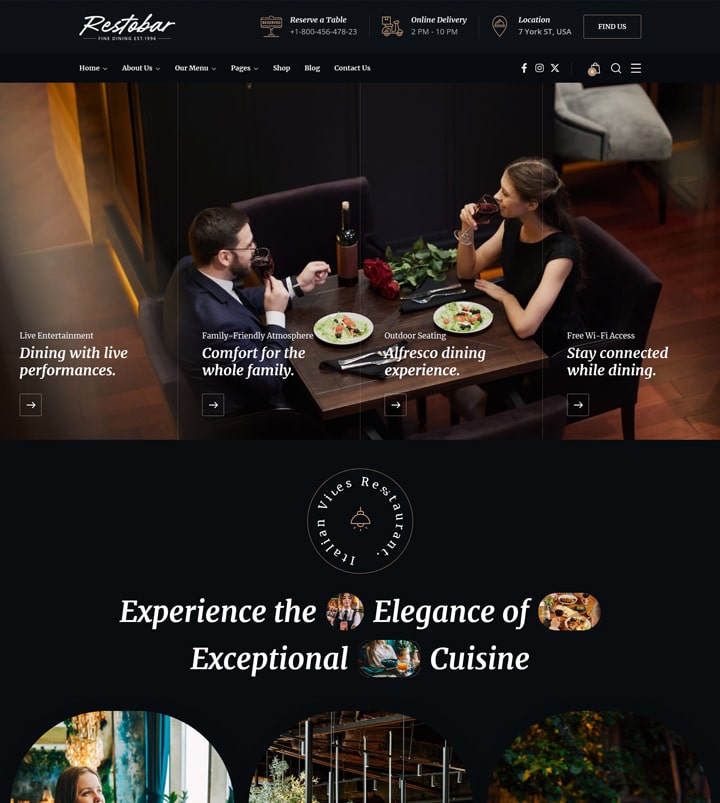 Restobar
FINE DINING EST.1996
Reserve a Table
+1-800-456-478-23
Online Delivery
2 PM - 10 PM
Location
7 York ST, USA
FIND US
Home
About Us
Our Menu
Pages
Shop
Blog
Contact Us
Live Entertainment
Dining with live
performances.
Family-Friendly Atmosphere
Comfort for the
whole family.
Outdoor Seating
Alfresco dining
experience.
Free Wi-Fi Access
Stay connected
while dining.
Italian Vibes Resstaurant.
Experience the Elegance of
Exceptional Cuisine